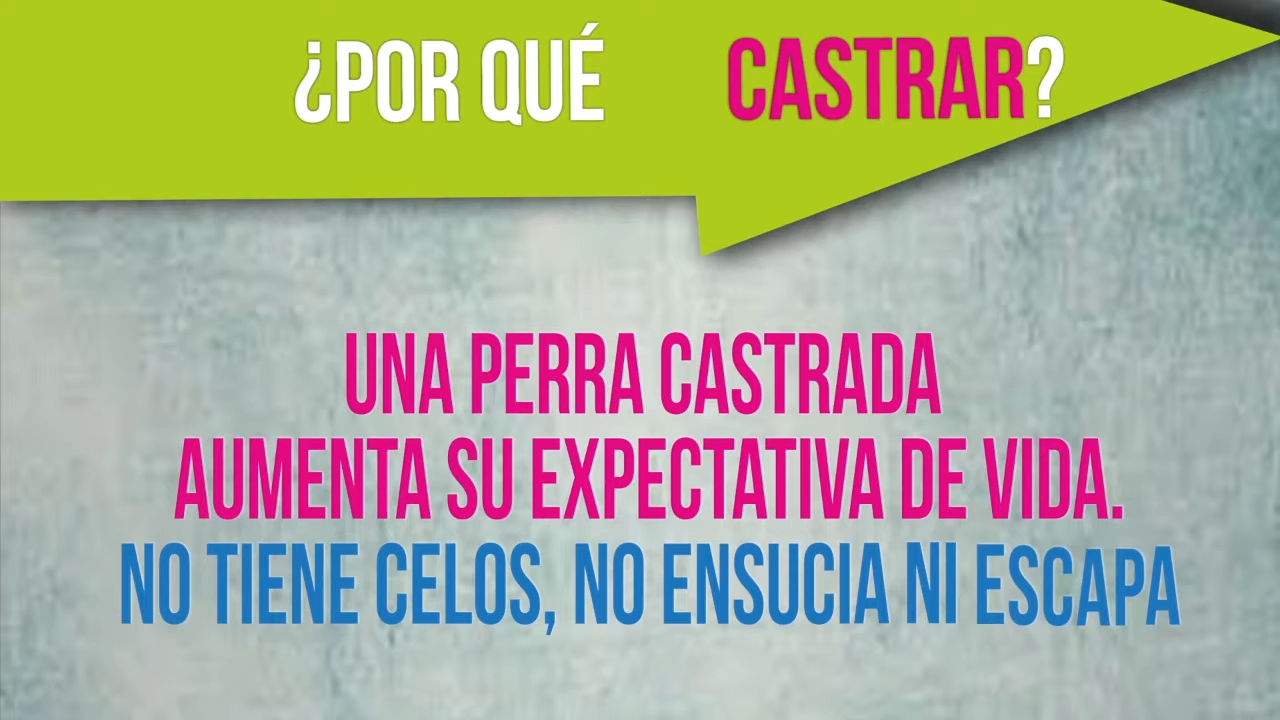 ¿POR QUÉ CASTRAR?
UNA PERRA CASTRADA
AUMENTA SU EXPECTATIVA DE VIDA.
NO TIENE CELOS, NO ENSUCIA NI ESCAPA